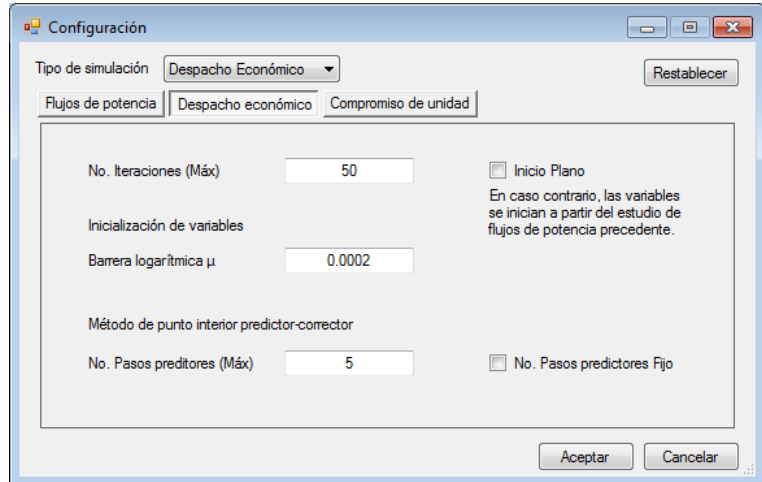 Configuración
Tipo de simulación Despacho Económico
Restablecer
Flujos de potencia Despacho económico Compromiso de unidad
No. Iteraciones (Máx) 50
Inicio Plano
En caso contrario, las variables
se inician a partir del estudio de
flujos de potencia precedente.
Inicialización de variables
Barrera logarítmica µ 0.0002
Método de punto interior predictor-corrector
No. Pasos preditores (Máx) 5
No. Pasos predictores Fijo
Aceptar Cancelar